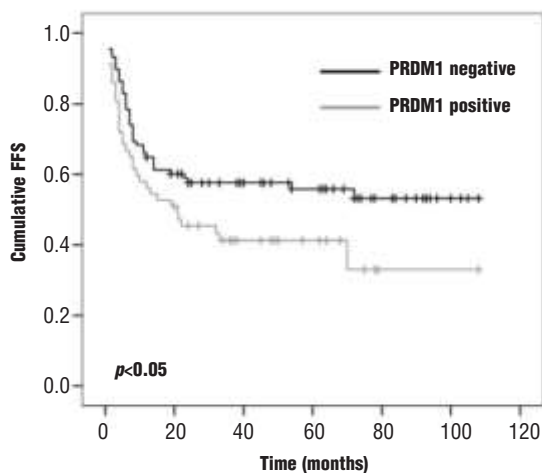 Cumulative FFS
1.0
0.8
0.6
0.4
0.2
0.0
PRDM1 negative
PRDM1 positive
p<0.05
0 20 40 60 80 100 120
Time (months)